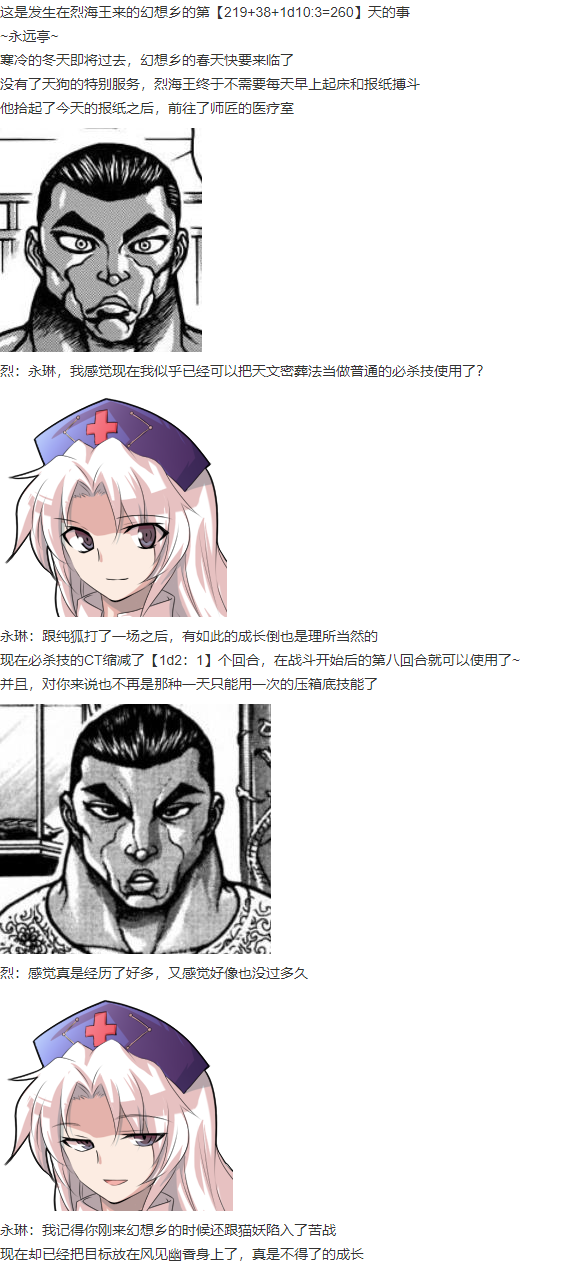 这是发生在烈海王来的幻想乡的第【219+38+1d10:3=260】天的事
~永远亭~
寒冷的冬天即将过去，幻想乡的春天快要来临了
没有了天狗的特别服务，烈海王终于不需要每天早上起床和报纸搏斗
他拾起了今天的报纸之后，前往了师匠的医疗室
烈：永琳，我感觉现在我似乎已经可以把天文密葬法当做普通的必杀技使用了？
永琳：跟纯狐打了一场之后，有如此的成长倒也是理所当然的
现在必杀技的CT缩减了【1d2：1】个回合，在战斗开始后的第八回合就可以使用了~
并且，对你来说也不再是那种一天只能用一次的压箱底技能了
烈：感觉真是经历了好多，又感觉好像也没过多久
永琳：我记得你刚来幻想乡的时候还跟猫妖陷入了苦战
现在却已经把目标放在风见幽香身上了，真是不得了的成长